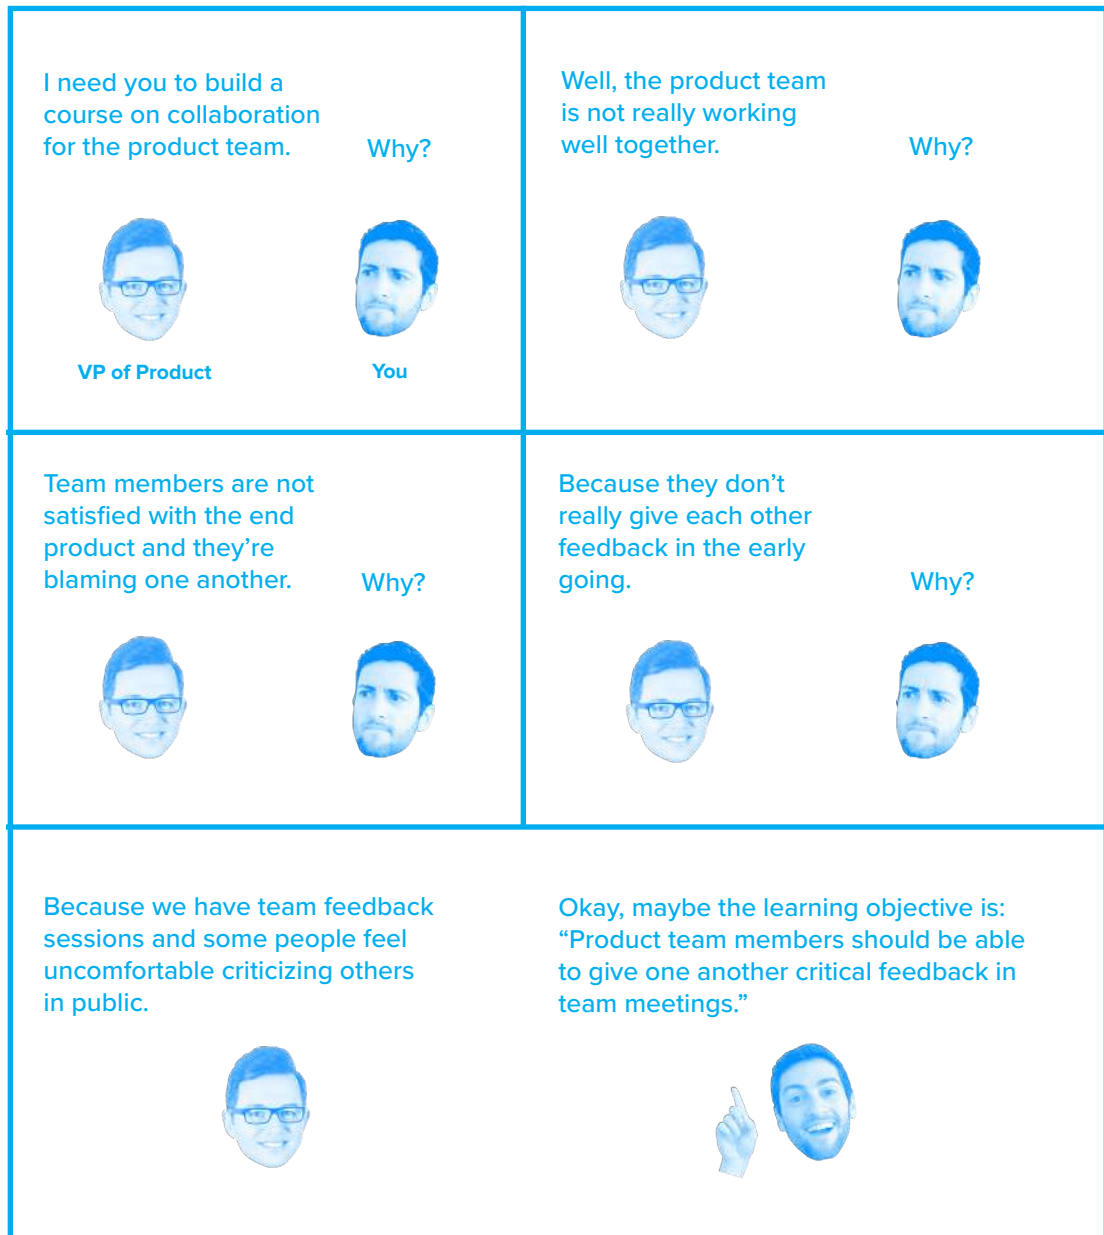 I need you to build a
course on collaboration
for the product team.
Why?
VP of Product
You
Well, the product team
is not really working
well together.
Why?
Team members are not
satisfied with the end
product and they’re
blaming one another.
Why?
Because they don’t
really give each other
feedback in the early
going.
Why?
Because we have team feedback
sessions and some people feel
uncomfortable criticizing others
in public.
Okay, maybe the learning objective is:
“Product team members should be able
to give one another critical feedback in
team meetings.”